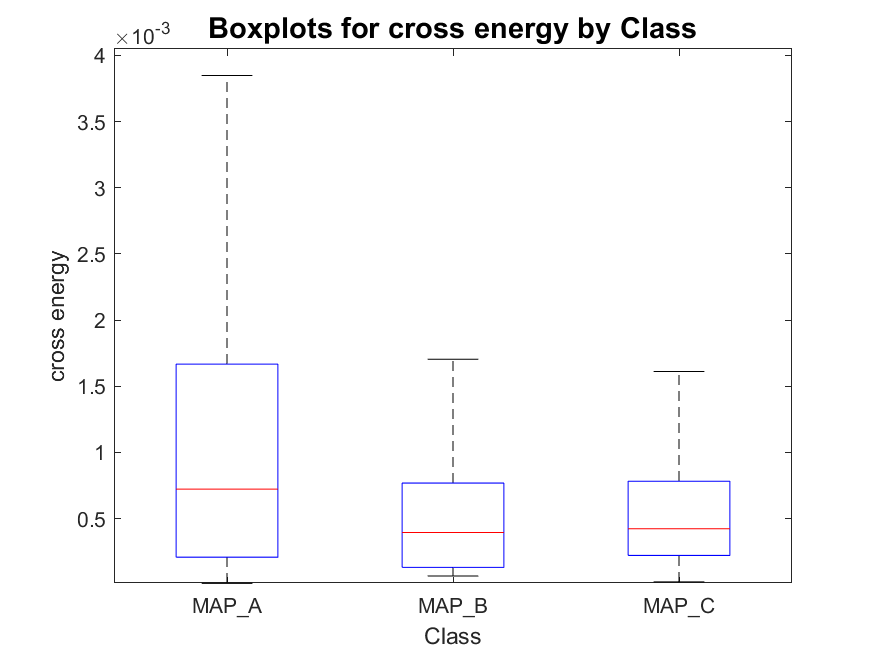 Boxplots for cross energy by Class
×10-3
4
3.5
3
2.5
2
1.5
1
0.5
cross energy
MAP_A MAP_B MAP_C
Class